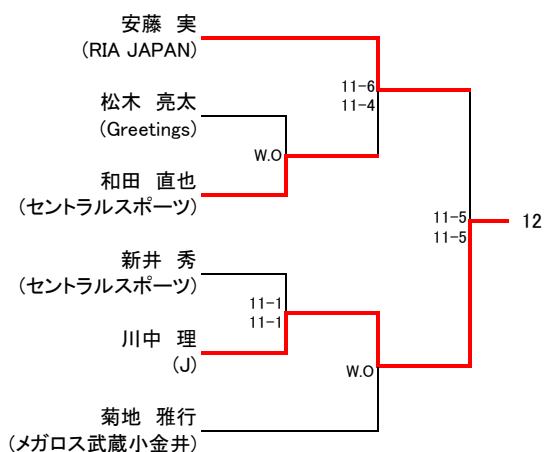 安藤 実
(RIA JAPAN)
11-6
11-4
松木 亮太
(Greetings)
W.O
和田 直也
(セントラルスポーツ)
11-5
11-5
12
新井 秀
(セントラルスポーツ)
11-1
11-1
川中 理
(J)
W.O
菊地 雅行
(メガロス武蔵小金井)